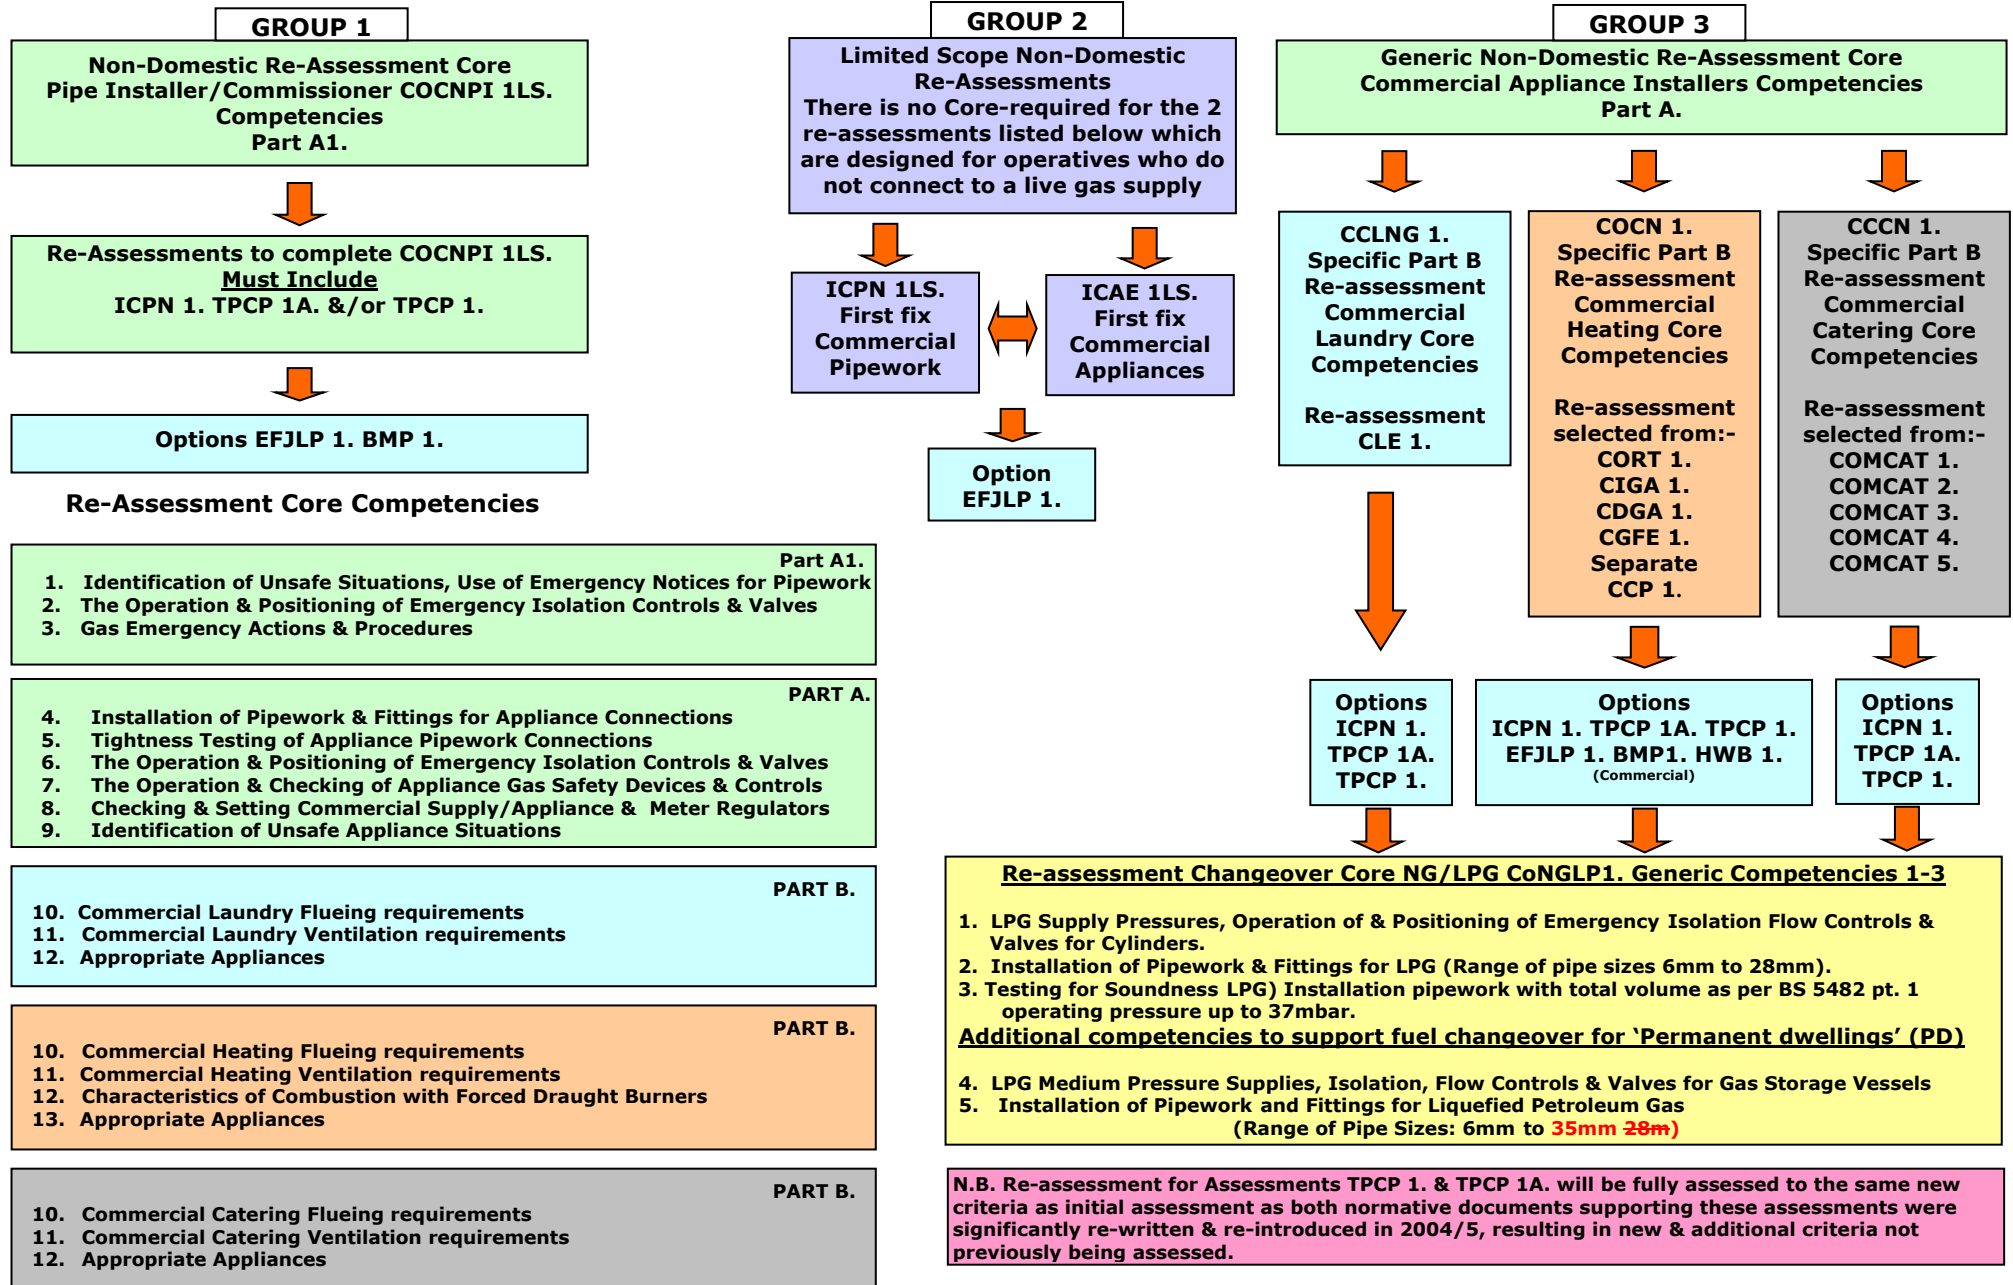 GROUP 1
Non-Domestic Re-Assessment Core
Pipe Installer/Commissioner COCNPI 1LS.
Competencies
Part A1.
Re-Assessments to complete COCNPI 1LS.
Must Include
ICPN 1. TPCP 1A. &/or TPCP 1.
Options EFJLP 1. BMP 1.
GROUP 2
Limited Scope Non-Domestic
Re-Assessments
There is no Core-required for the 2
re-assessments listed below which
are designed for operatives who do
not connect to a live gas supply
ICPN 1LS.
First fix
Commercial
Pipework
ICAE 1LS.
First fix
Commercial
Appliances
Option
EFJLP 1.
GROUP 3
Generic Non-Domestic Re-Assessment Core
Commercial Appliance Installers Competencies
Part A.
CCLNG 1.
Specific Part B
Re-assessment
Commercial
Laundry Core
Competencies
Re-assessment
CLE 1.
COCN 1.
Specific Part B
Re-assessment
Commercial
Heating Core
Competencies
Re-assessment
selected from:-
CORT 1.
CIGA 1.
CDGA 1.
CGFE 1.
Separate
CCP 1.
CCCN 1.
Specific Part B
Re-assessment
Commercial
Catering Core
Competencies
Re-assessment
selected from:-
COMCAT 1.
COMCAT 2.
COMCAT 3.
COMCAT 4.
COMCAT 5.
Options
ICPN 1.
TPCP 1A.
TPCP 1.
Options
ICPN 1. TPCP 1A. TPCP 1.
EFJLP 1. BMP1. HWB 1.
(Commercial)
Options
ICPN 1.
TPCP 1A.
TPCP 1.
Re-Assessment Core Competencies
Part A1.
1. Identification of Unsafe Situations, Use of Emergency Notices for Pipework
2. The Operation & Positioning of Emergency Isolation Controls & Valves
3. Gas Emergency Actions & Procedures
PART A.
4. Installation of Pipework & Fittings for Appliance Connections
5. Tightness Testing of Appliance Pipework Connections
6. The Operation & Positioning of Emergency Isolation Controls & Valves
7. The Operation & Checking of Appliance Gas Safety Devices & Controls
8. Checking & Setting Commercial Supply/Appliance & Meter Regulators
9. Identification of Unsafe Appliance Situations
PART B.
10. Commercial Laundry Flueing requirements
11. Commercial Laundry Ventilation requirements
12. Appropriate Appliances
PART B.
10. Commercial Heating Flueing requirements
11. Commercial Heating Ventilation requirements
12. Characteristics of Combustion with Forced Draught Burners
13. Appropriate Appliances
PART B.
10. Commercial Catering Flueing requirements
11. Commercial Catering Ventilation requirements
12. Appropriate Appliances
Re-assessment Changeover Core NG/LPG CoNGLP1. Generic Competencies 1-3
1. LPG Supply Pressures, Operation of & Positioning of Emergency Isolation Flow Controls &
Valves for Cylinders.
2. Installation of Pipework & Fittings for LPG (Range of pipe sizes 6mm to 28mm).
3. Testing for Soundness LPG) Installation pipework with total volume as per BS 5482 pt. 1
operating pressure up to 37mbar.
Additional competencies to support fuel changeover for ‘Permanent dwellings’ (PD)
4. LPG Medium Pressure Supplies, Isolation, Flow Controls & Valves for Gas Storage Vessels
5. Installation of Pipework and Fittings for Liquefied Petroleum Gas
(Range of Pipe Sizes: 6mm to 35mm 28m)
N.B. Re-assessment for Assessments TPCP 1. & TPCP 1A. will be fully assessed to the same new
criteria as initial assessment as both normative documents supporting these assessments were
significantly re-written & re-introduced in 2004/5, resulting in new & additional criteria not
previously being assessed.